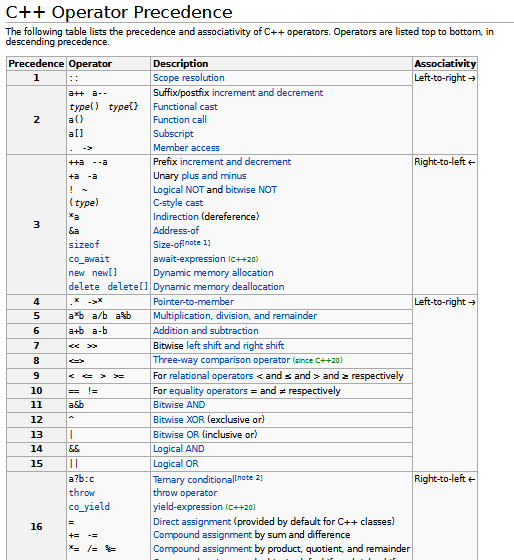 C++ Operator Precedence
The following table lists the precedence and associativity of C++ operators. Operators are listed top to bottom, in
descending precedence.
Precedence Operator Description Associativity
1 :: Scope resolution Left-to-right →
2
a++ a-- Suffix/postfix increment and decrement
type() type{} Functional cast
a() Function call
a[] Subscript
. -> Member access
3
++a --a Prefix increment and decrement Right-to-left ←
+a -a Unary plus and minus
! ~ Logical NOT and bitwise NOT
(type) C-style cast
*a Indirection (dereference)
&a Address-of
sizeof Size-of[note 1]
co_await await-expression (C++20)
new new[] Dynamic memory allocation
delete delete[] Dynamic memory deallocation
4 .* ->* Pointer-to-member Left-to-right →
5 a*b a/b a%b Multiplication, division, and remainder
6 a+b a-b Addition and subtraction
7 << >> Bitwise left shift and right shift
8 <=> Three-way comparison operator (since C++20)
9 < <= > >= For relational operators < and ≤ and > and ≥ respectively
10 == != For equality operators = and ≠ respectively
11 a&b Bitwise AND
12 ^ Bitwise XOR (exclusive or)
13 | Bitwise OR (inclusive or)
14 && Logical AND
15 || Logical OR
16
a?b:c Ternary conditional[note 2] Right-to-left ←
throw throw operator
co_yield yield-expression (C++20)
= Direct assignment (provided by default for C++ classes)
+= -= Compound assignment by sum and difference
*= /= %= Compound assignment by product, quotient, and remainder